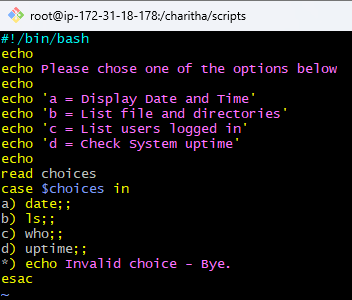 root@ip-172-31-18-178:/charitha/scripts
#!/bin/bash
echo
echo Please chose one of the options below
echo
echo 'a = Display Date and Time'
echo 'b = List file and directories'
echo 'c = List users logged in'
echo 'd = Check System uptime'
echo
read choices
case $choices in
a) date;;
b) ls;;
c) who;;
d) uptime;;
*) echo Invalid choice - Bye.
esac
~